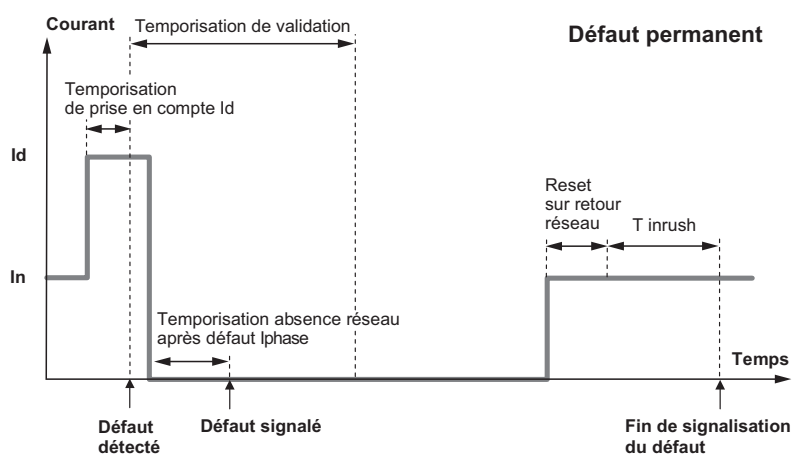 Courant
Temporisation de validation
Défaut permanent
Temporisation
de prise en compte Id
Id
Reset
sur retour
réseau
T inrush
In
Temporisation absence réseau
après défaut Iphase
Temps
Défaut
détecté
Défaut signalé
Fin de signalisation
du défaut